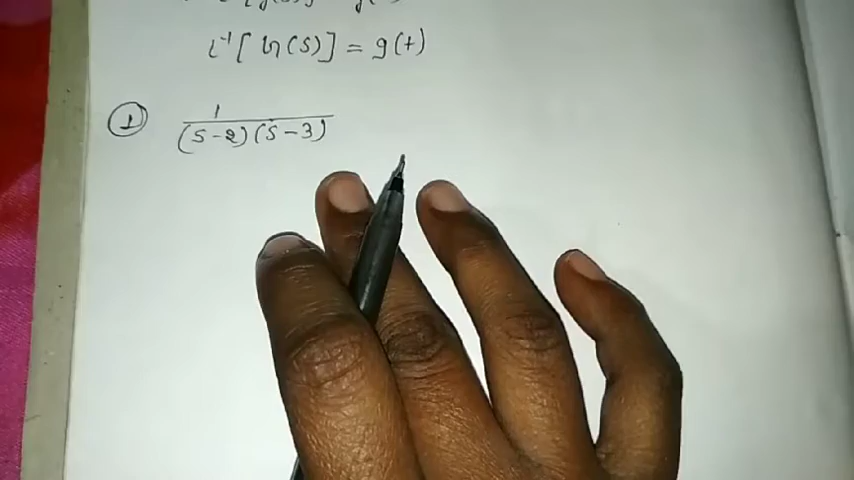 L⁻¹[h(s)] = g(t)
① 1/(s-2)(s-3)